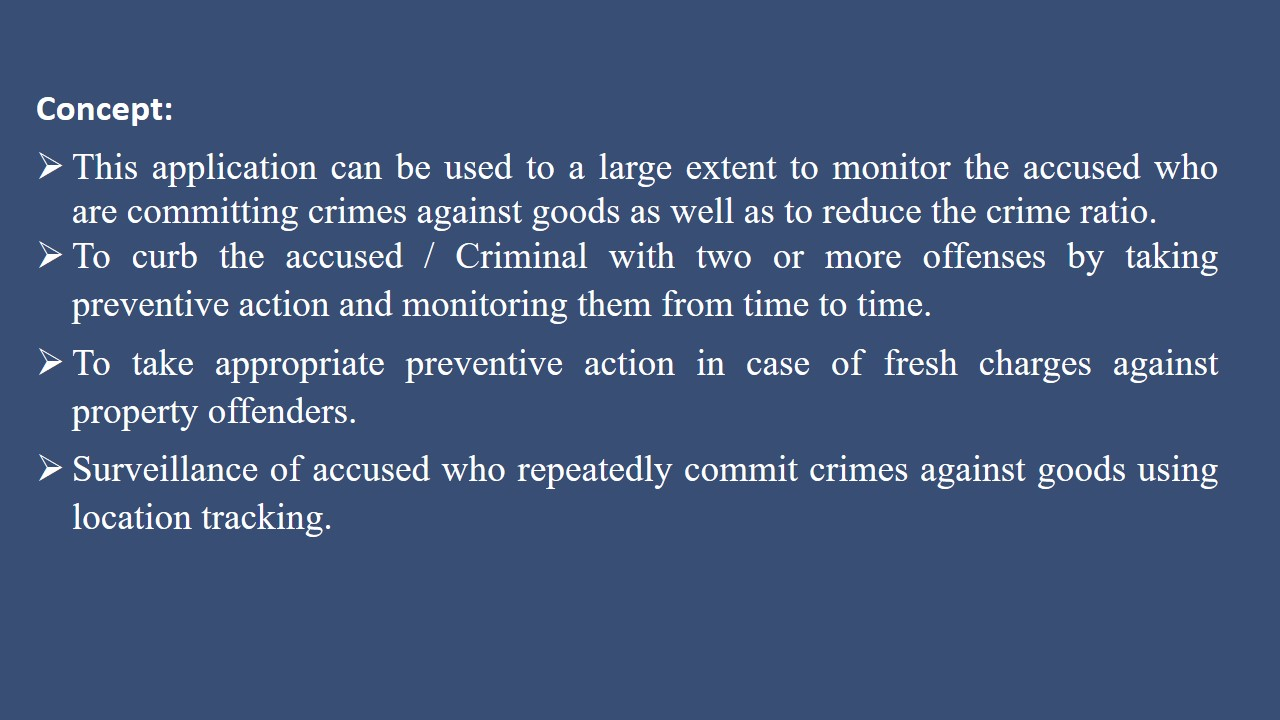 Concept:
➢ This application can be used to a large extent to monitor the accused who
are committing crimes against goods as well as to reduce the crime ratio.
➢ To curb the accused / Criminal with two or more offenses by taking
preventive action and monitoring them from time to time.
➢ To take appropriate preventive action in case of fresh charges against
property offenders.
➢ Surveillance of accused who repeatedly commit crimes against goods using
location tracking.